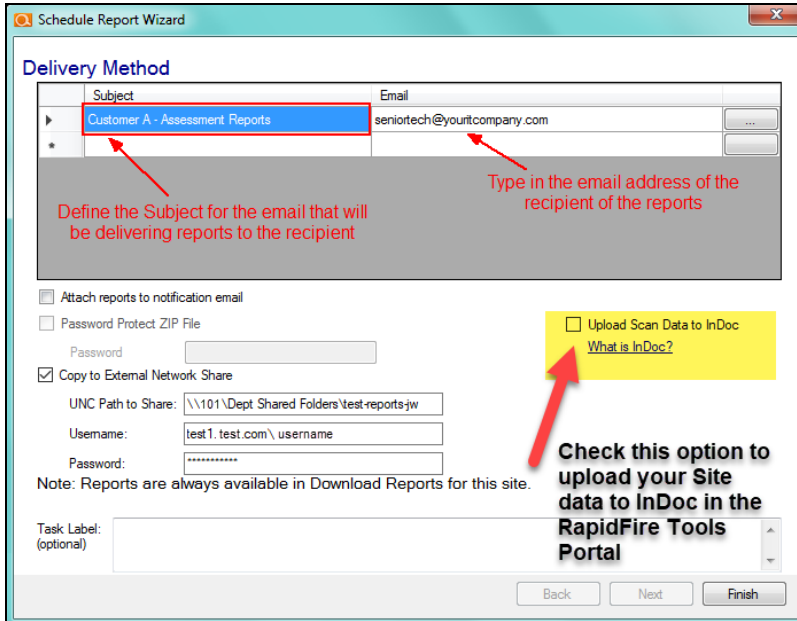 Schedule Report Wizard
x
Delivery Method
Subject Email
Customer A - Assessment Reports seniortech@youritcompany.com ...
*
Define the Subject for the email that will
be delivering reports to the recipient
Type in the email address of the
recipient of the reports
Attach reports to notification email
Password Protect ZIP File
Password
Copy to External Network Share
UNC Path to Share: \\101\Dept Shared Folders\test-reports-jw
Username: test1. test.com\ username
Password: ***********
Note: Reports are always available in Download Reports for this site.
Upload Scan Data to InDoc
What is InDoc?
Check this option to
upload your Site
data to InDoc in the
RapidFire Tools
Portal
Task Label:
(optional)
Back Next Finish